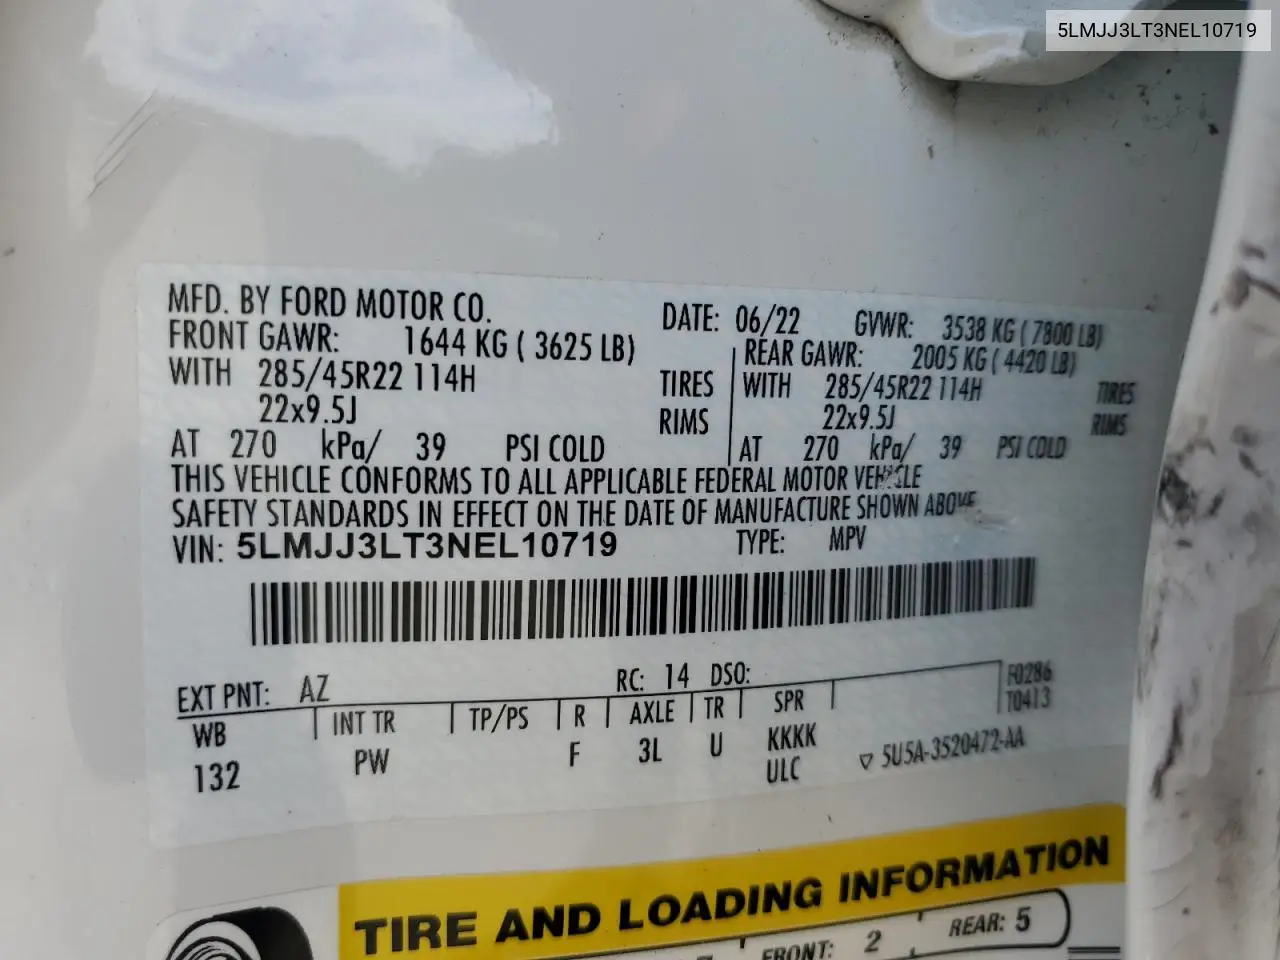 5LMJJ3LT3NEL10719
MFD. BY FORD MOTOR CO.
DATE: 06/22 GVWR: 3538 KG ( 7800 LB)
FRONT GAWR: 1644 KG ( 3625 LB) REAR GAWR: 2005 KG ( 4420 LB)
WITH 285/45R22 114H TIRES WITH 285/45R22 114H TIRES
22x9.5J RIMS 22x9.5J RIMS
AT 270 kPa/ 39 PSI COLD AT 270 kPa/ 39 PSI COLD
THIS VEHICLE CONFORMS TO ALL APPLICABLE FEDERAL MOTOR VEHICLE
SAFETY STANDARDS IN EFFECT ON THE DATE OF MANUFACTURE SHOWN ABOVE
VIN: 5LMJJ3LT3NEL10719 TYPE: MPV
EXT PNT: AZ RC: 14 DSO: F0286
T0413
WB INT TR TP/PS R AXLE TR SPR
132 PW F 3L U KKKK
ULC ▽ 5U5A-3520472-AA
TIRE AND LOADING INFORMATION
FRONT: 2 REAR: 5